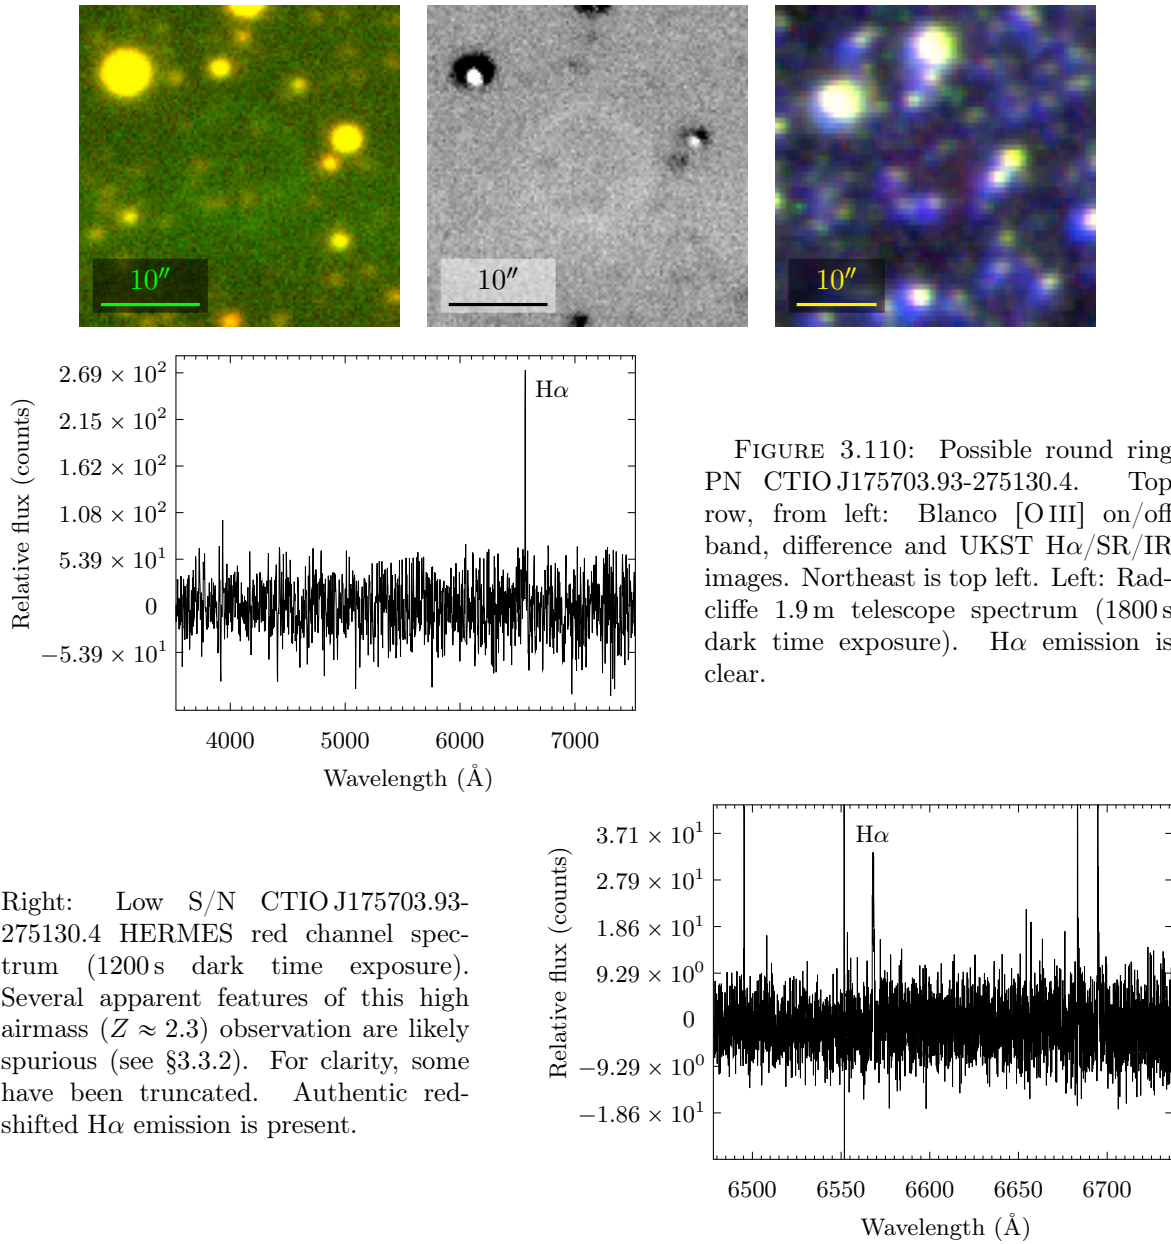 10″
10″
10″
2.69 × 10²
2.15 × 10²
1.62 × 10²
1.08 × 10²
5.39 × 10¹
0
−5.39 × 10¹
Relative flux (counts)
Hα
4000 5000 6000 7000
Wavelength (Å)
FIGURE 3.110: Possible round ring
PN CTIO J175703.93-275130.4. Top
row, from left: Blanco [O III] on/off
band, difference and UKST Hα/SR/IR
images. Northeast is top left. Left: Rad-
cliffe 1.9 m telescope spectrum (1800 s
dark time exposure). Hα emission is
clear.
Right: Low S/N CTIO J175703.93-
275130.4 HERMES red channel spec-
trum (1200 s dark time exposure).
Several apparent features of this high
airmass (Z ≈ 2.3) observation are likely
spurious (see §3.3.2). For clarity, some
have been truncated. Authentic red-
shifted Hα emission is present.
3.71 × 10¹
2.79 × 10¹
1.86 × 10¹
9.29 × 10⁰
0
−9.29 × 10⁰
−1.86 × 10¹
Relative flux (counts)
Hα
6500 6550 6600 6650 6700
Wavelength (Å)